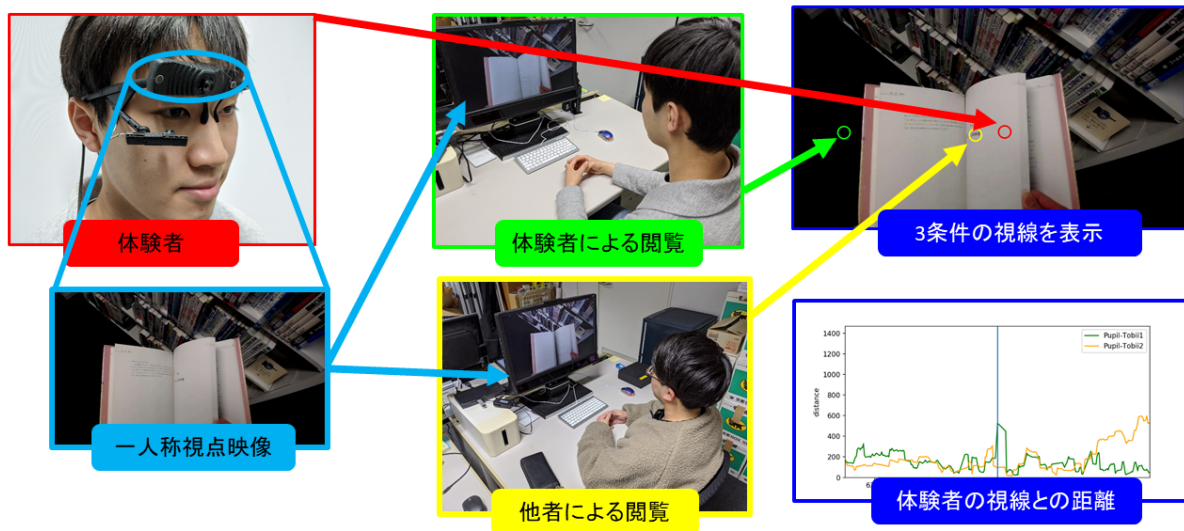 体験者
体験者による閲覧
3条件の視線を表示
一人称視点映像
他者による閲覧
1400
1200
1000
800
600
400
200
0
distance
Pupil-Tobii1
Pupil-Tobii2
体験者の視線との距離